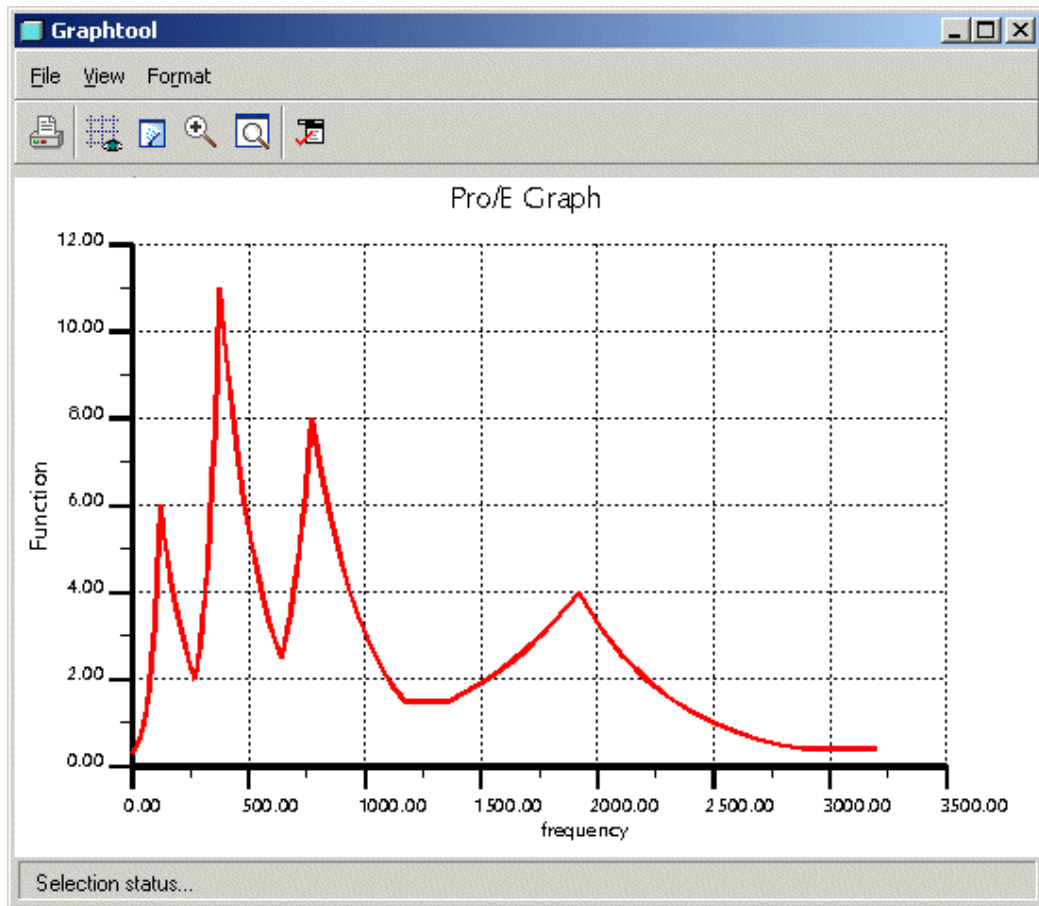 Graphtool
File View Format
Pro/E Graph
12.00
10.00
8.00
6.00
4.00
2.00
0.00
Function
0.00 500.00 1000.00 1500.00 2000.00 2500.00 3000.00 3500.00
frequency
Selection status...